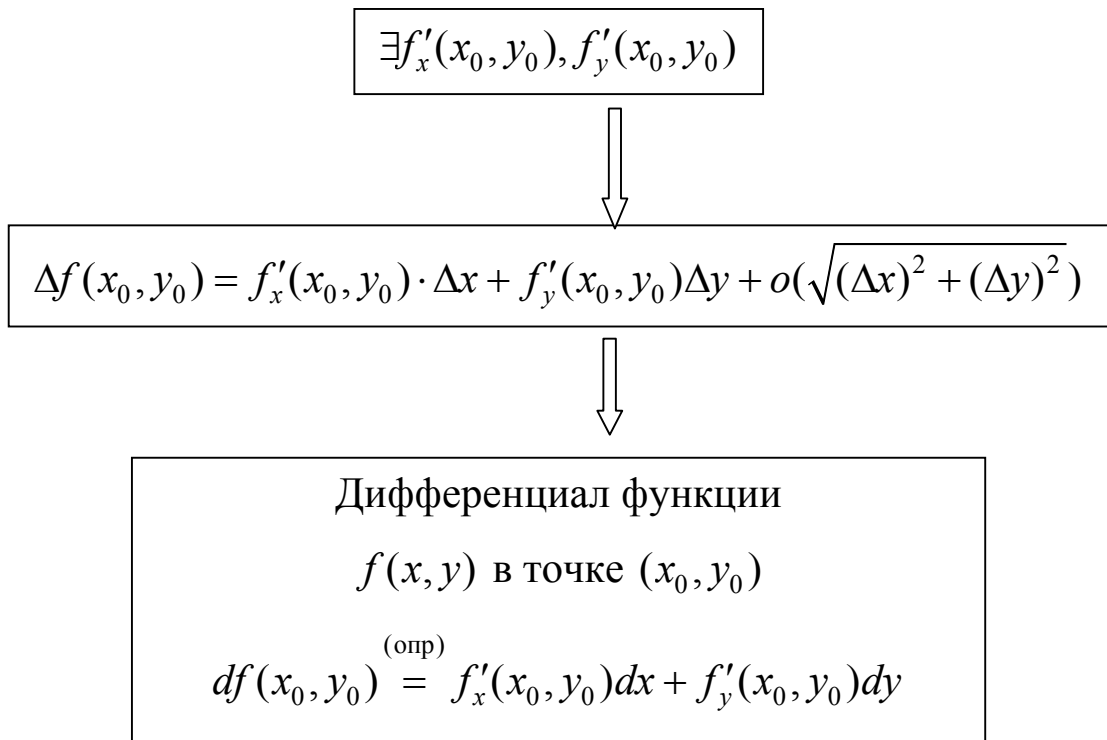 ∃f′ₓ(x₀, y₀), f′ᵧ(x₀, y₀)
Δf(x₀, y₀) = f′ₓ(x₀, y₀) · Δx + f′ᵧ(x₀, y₀)Δy + o(√((Δx)² + (Δy)²))
Дифференциал функции
f(x, y) в точке (x₀, y₀)
(опр)
df(x₀, y₀) = f′ₓ(x₀, y₀)dx + f′ᵧ(x₀, y₀)dy